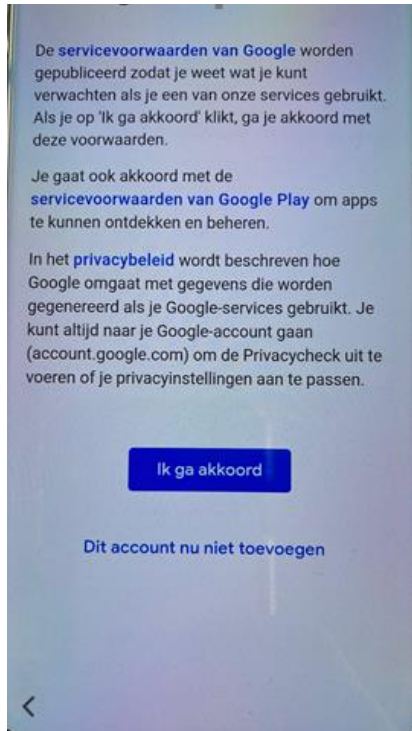 De servicevoorwaarden van Google worden
gepubliceerd zodat je weet wat je kunt
verwachten als je een van onze services gebruikt.
Als je op 'Ik ga akkoord' klikt, ga je akkoord met
deze voorwaarden.
Je gaat ook akkoord met de
servicevoorwaarden van Google Play om apps
te kunnen ontdekken en beheren.
In het privacybeleid wordt beschreven hoe
Google omgaat met gegevens die worden
gegenereerd als je Google-services gebruikt. Je
kunt altijd naar je Google-account gaan
(account.google.com) om de Privacycheck uit te
voeren of je privacyinstellingen aan te passen.
Ik ga akkoord
Dit account nu niet toevoegen